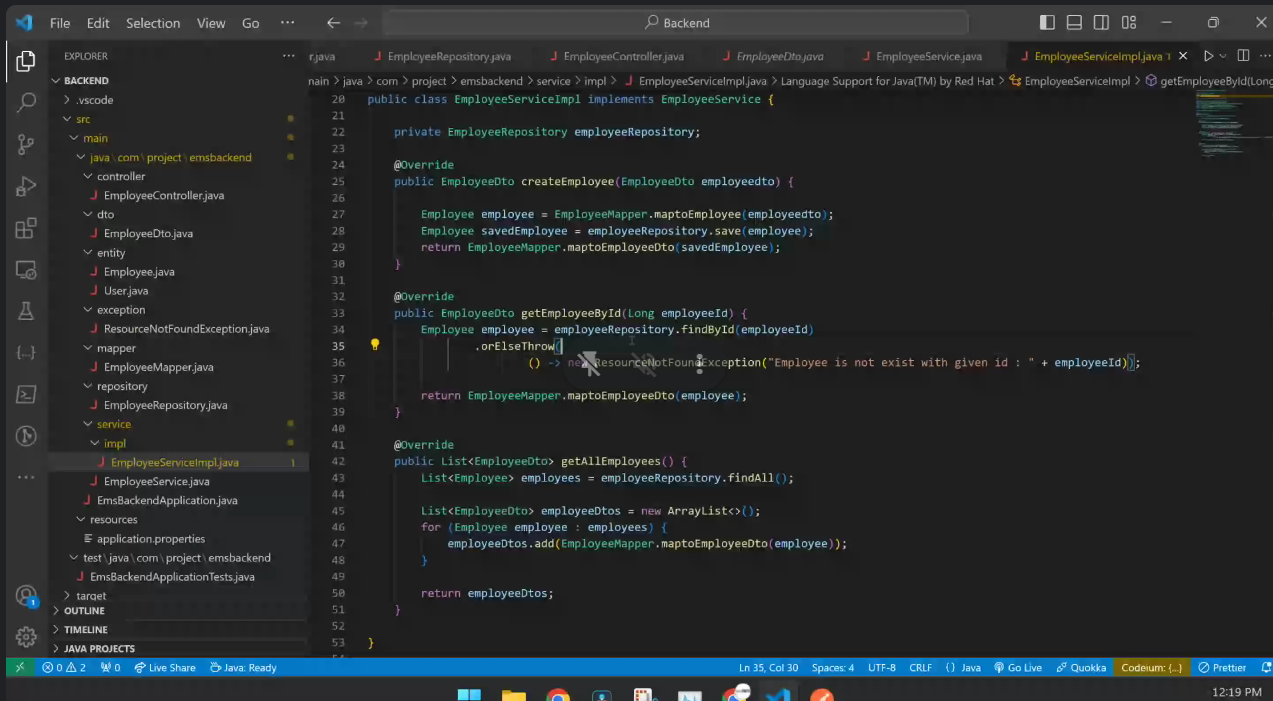 File Edit Selection View Go ··· Backend
EXPLORER ···
BACKEND
.vscode
src
main
java \ com \ project \ emsbackend
controller
EmployeeController.java
dto
EmployeeDto.java
entity
Employee.java
User.java
exception
ResourceNotFoundException.java
mapper
EmployeeMapper.java
repository
EmployeeRepository.java
service
impl
EmployeeServiceImpl.java 1
EmployeeService.java
EmsBackendApplication.java
resources
application.properties
test \ java \ com \ project \ emsbackend
EmsBackendApplicationTests.java
target
OUTLINE
TIMELINE
JAVA PROJECTS
r.java EmployeeRepository.java EmployeeController.java EmployeeDto.java EmployeeService.java EmployeeServiceImpl.java 1
main > java > com > project > emsbackend > service > impl > EmployeeServiceImpl.java > Language Support for Java(TM) by Red Hat > EmployeeServiceImpl > getEmployeeById(Long
20 public class EmployeeServiceImpl implements EmployeeService {
21
22 private EmployeeRepository employeeRepository;
23
24 @Override
25 public EmployeeDto createEmployee(EmployeeDto employeedto) {
26
27 Employee employee = EmployeeMapper.maptoEmployee(employeedto);
28 Employee savedEmployee = employeeRepository.save(employee);
29 return EmployeeMapper.maptoEmployeeDto(savedEmployee);
30 }
31
32 @Override
33 public EmployeeDto getEmployeeById(Long employeeId) {
34 Employee employee = employeeRepository.findById(employeeId)
35 .orElseThrow(
36 () -> new ResourceNotFoundException("Employee is not exist with given id : " + employeeId));
37
38 return EmployeeMapper.maptoEmployeeDto(employee);
39 }
40
41 @Override
42 public List<EmployeeDto> getAllEmployees() {
43 List<Employee> employees = employeeRepository.findAll();
44
45 List<EmployeeDto> employeeDtos = new ArrayList<>();
46 for (Employee employee : employees) {
47 employeeDtos.add(EmployeeMapper.maptoEmployeeDto(employee));
48 }
49
50 return employeeDtos;
51 }
52
53 }
1
0 2 0 Live Share Java: Ready Ln 35, Col 30 Spaces: 4 UTF-8 CRLF {} Java Go Live Quokka Codeium: {...} Prettier
12:19 PM